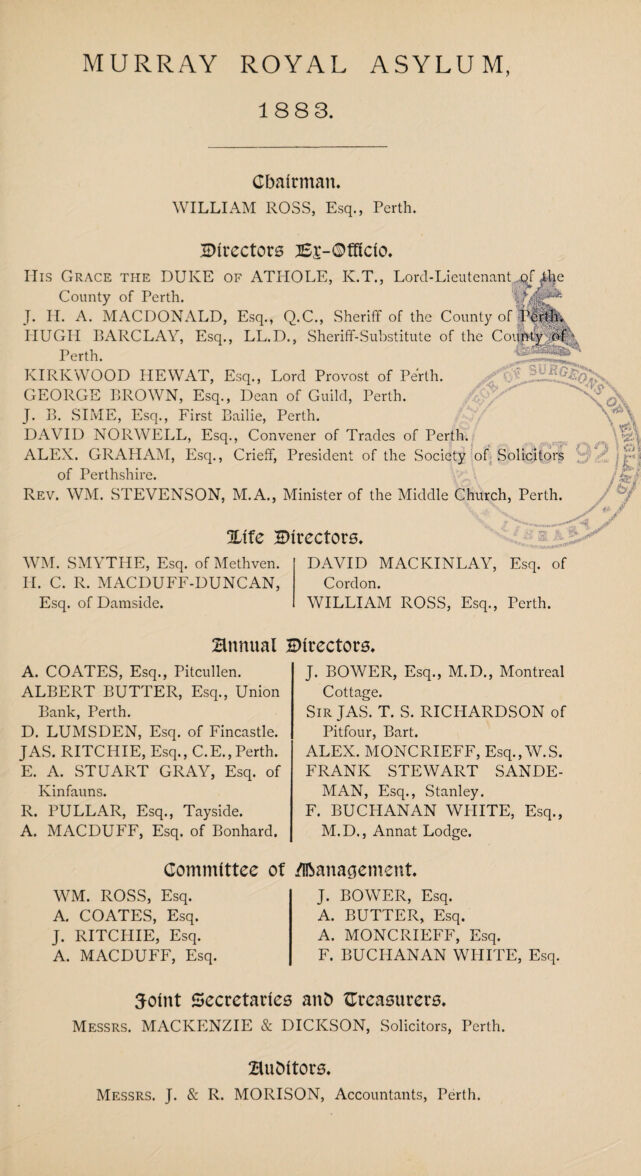 MURRAY ROYAL ASYLUM,
1883.
Chairman.
WILLIAM ROSS, Esq., Perth.
Directors Ex-Officio.
His Grace the DUKE of ATHOLE, K.T., Lord-Lieutenant of the
County of Perth.
J. H. A. MACDONALD, Esq., Q.C., Sheriff of the County of Perth.
HUGH BARCLAY, Esq., LL.D., Sheriff-Substitute of the County of
Perth.
KIRKWOOD HEWAT, Esq., Lord Provost of Perth.
GEORGE BROWN, Esq., Dean of Guild, Perth.
J. B. SIME, Esq., First Bailie, Perth.
DAVID NORWELL, Esq., Convener of Trades of Perth.
ALEX. GRAHAM, Esq., Crieff, President of the Society of Solicitors
of Perthshire.
Rev. WM. STEVENSON, M.A., Minister of the Middle Church, Perth.
OF SURGEONS
OF ENGLAND
92
LIBRARY
Life Directors.
WM. SMYTHE, Esq. of Methven.
H. C. R. MACDUFF-DUNCAN,
Esq. of Damside.
DAVID MACKINLAY, Esq. of
Cordon.
WILLIAM ROSS, Esq., Perth.
Annual Directors.
A. COATES, Esq., Pitcullen.
ALBERT BUTTER, Esq., Union
Bank, Perth.
D. LUMSDEN, Esq. of Fincastle.
JAS. RITCHIE, Esq., C.E., Perth.
E. A. STUART GRAY, Esq. of
Kinfauns.
R. PULLAR, Esq., Tayside.
A. MACDUFF, Esq. of Bonhard.
J. BOWER, Esq., M.D., Montreal
Cottage.
Sir JAS. T. S. RICHARDSON of
Pitfour, Bart.
ALEX. MONCRIEFF, Esq., W.S.
FRANK STEWART SANDE-
MAN, Esq., Stanley.
F. BUCHANAN WHITE, Esq.,
M.D., Annat Lodge.
Committee of Management.
WM. ROSS, Esq.
A. COATES, Esq.
J. RITCHIE, Esq.
A. MACDUFF, Esq.
J. BOWER, Esq.
A. BUTTER, Esq.
A. MONCRIEFF, Esq.
F. BUCHANAN WHITE, Esq.
Joint Secretaries and Treasurers.
Messrs. MACKENZIE & DICKSON, Solicitors, Perth.
Auditors.
Messrs. J. & R. MORISON, Accountants, Perth.